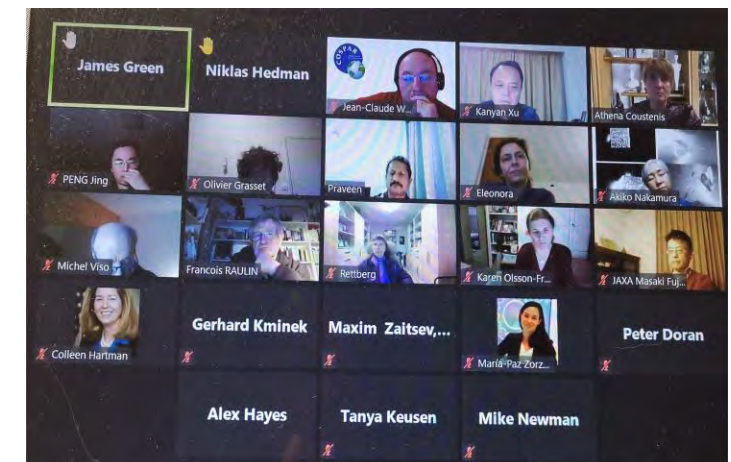 James Green
Niklas Hedman
COSPAR
Jean-Claude W...
Kanyan Xu
Athena Coustenis
PENG Jing
Olivier Grasset
Praveen
Eleonora
Akiko Nakamura
Michel Viso
Francois RAULIN
Rettberg
Karen Olsson-Fr...
JAXA Masaki Fuj...
Colleen Hartman
Gerhard Kminek
Maxim Zaitsev,...
Maria-Paz Zorz...
Peter Doran
Alex Hayes
Tanya Keusen
Mike Newman